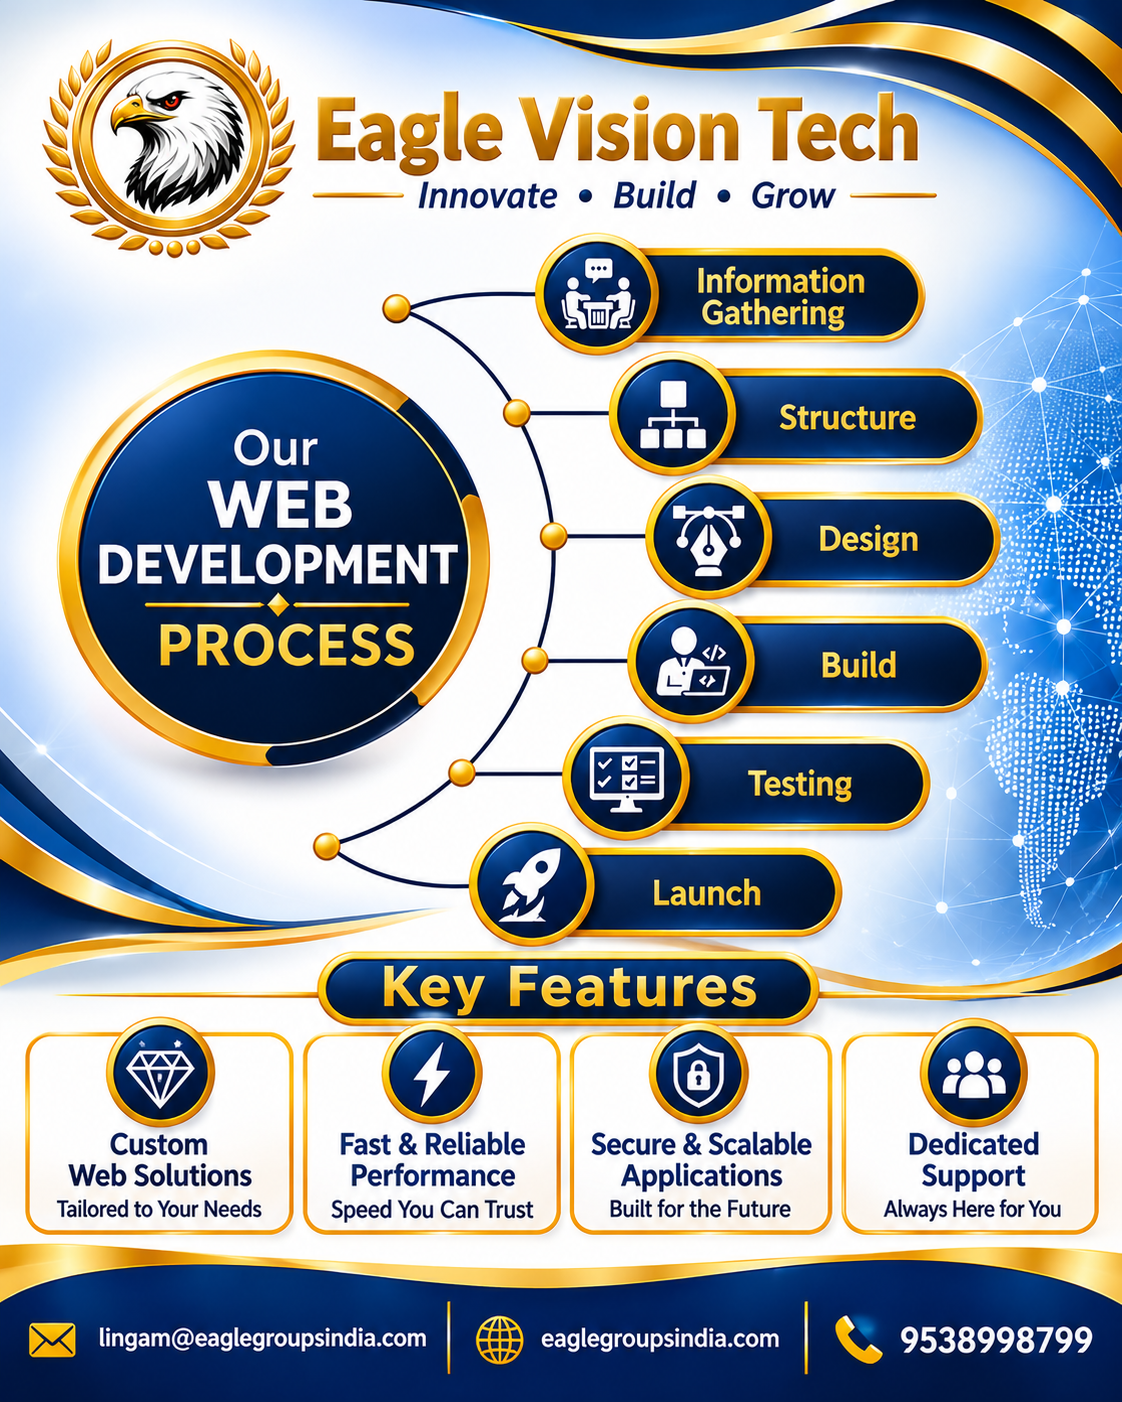 Eagle Vision Tech
Innovate • Build • Grow
Information
Gathering
Structure
Design
Build
Testing
Launch
Our
WEB
DEVELOPMENT
PROCESS
Key Features
Custom
Web Solutions
Tailored to Your Needs
Fast & Reliable
Performance
Speed You Can Trust
Secure & Scalable
Applications
Built for the Future
Dedicated
Support
Always Here for You
lingam@eaglegroupsindia.com
eaglegroupsindia.com
9538998799